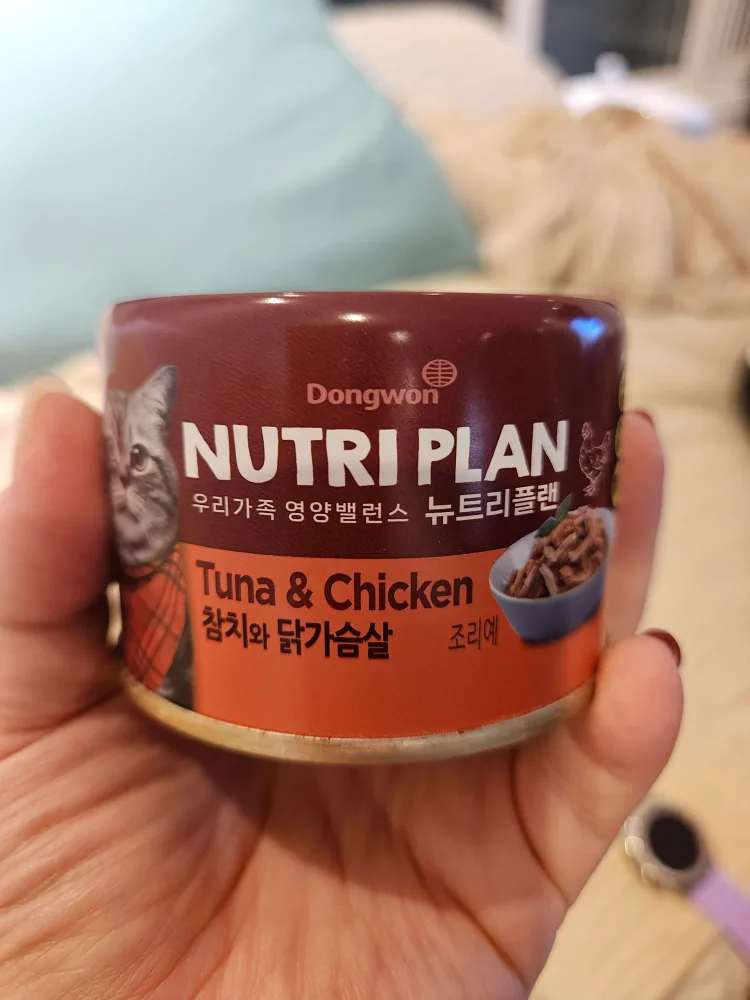 Dongwon
NUTRI PLAN
우리가족 영양밸런스 뉴트리플랜
Tuna & Chicken
참치와 닭가슴살
조리예